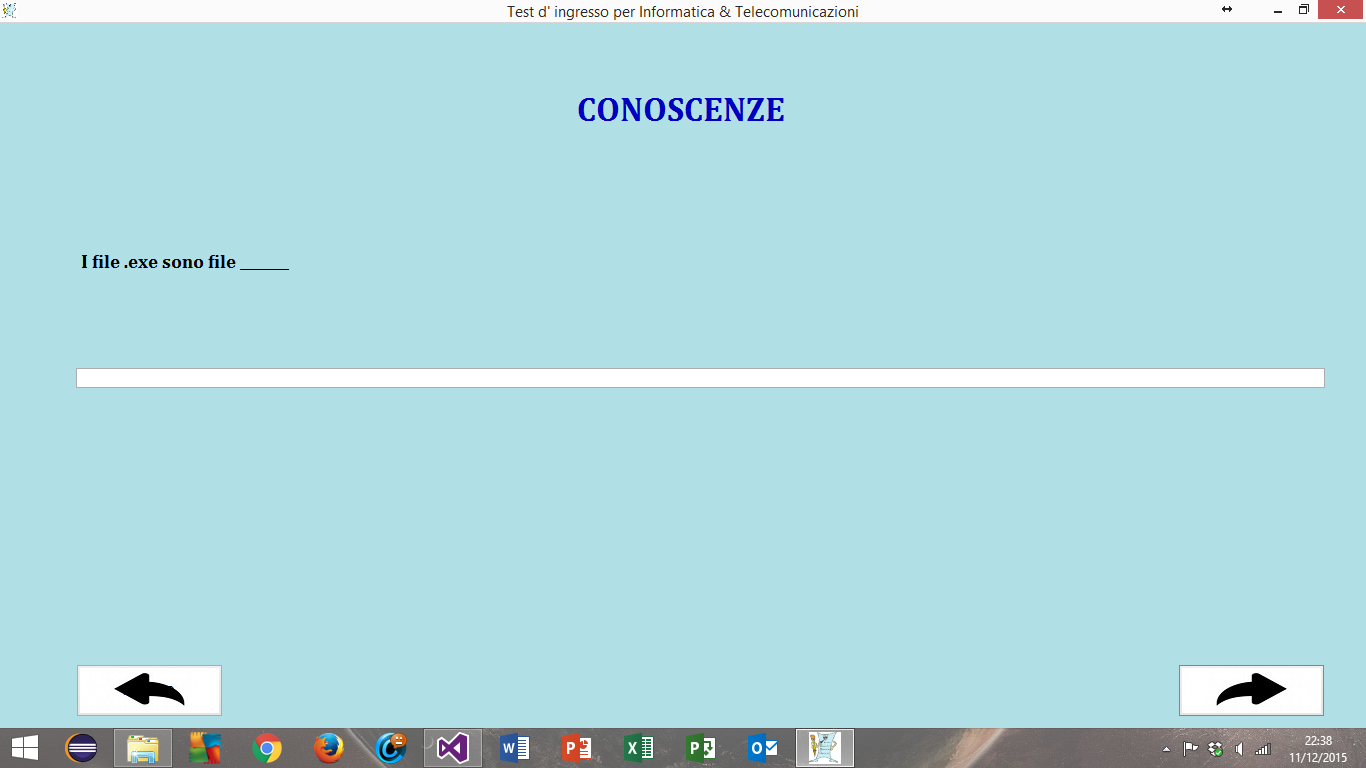 Test d' ingresso per Informatica & Telecomunicazioni
CONOSCENZE
I file .exe sono file ______
22:38
11/12/2015